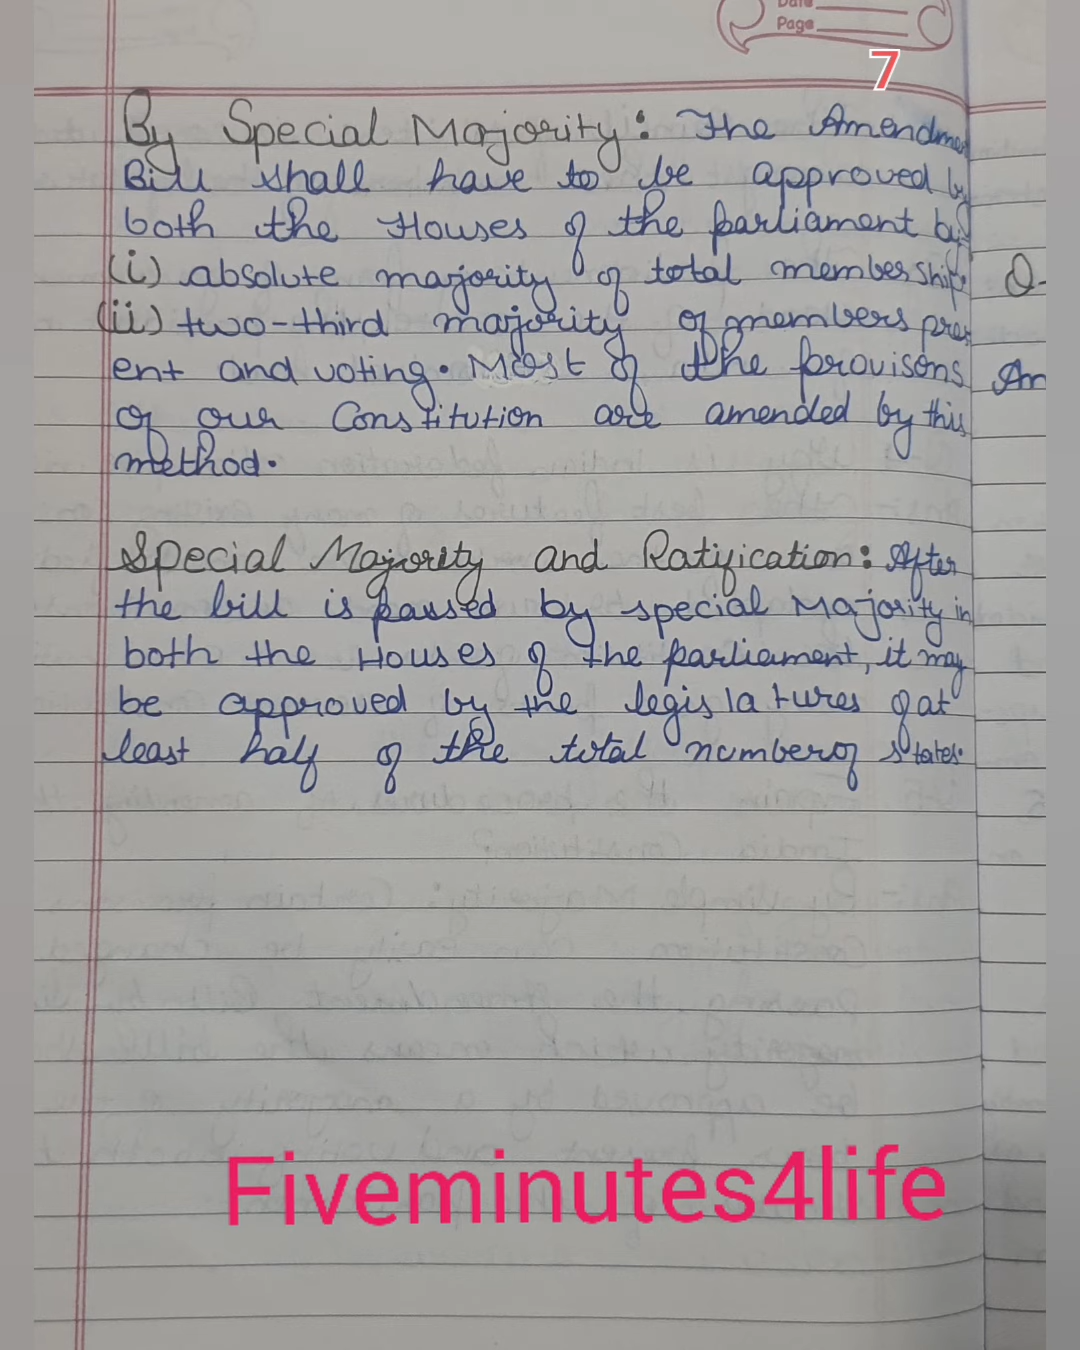 Date
Page
7
By Special Majority: The Amendmen
Bill shall have to be approved by
both the Houses of the parliament by
(i) absolute majority of total membership
(ii) two-third majority of members pres
ent and voting. Most of the provisons
of our Constitution are amended by this
method.
Special Majority and Ratification: After
the bill is passed by special Majority in
both the Houses of the parliament, it may
be approved by the legislatures of at
least half of the total number of states.
Q-
An
Fiveminutes4life